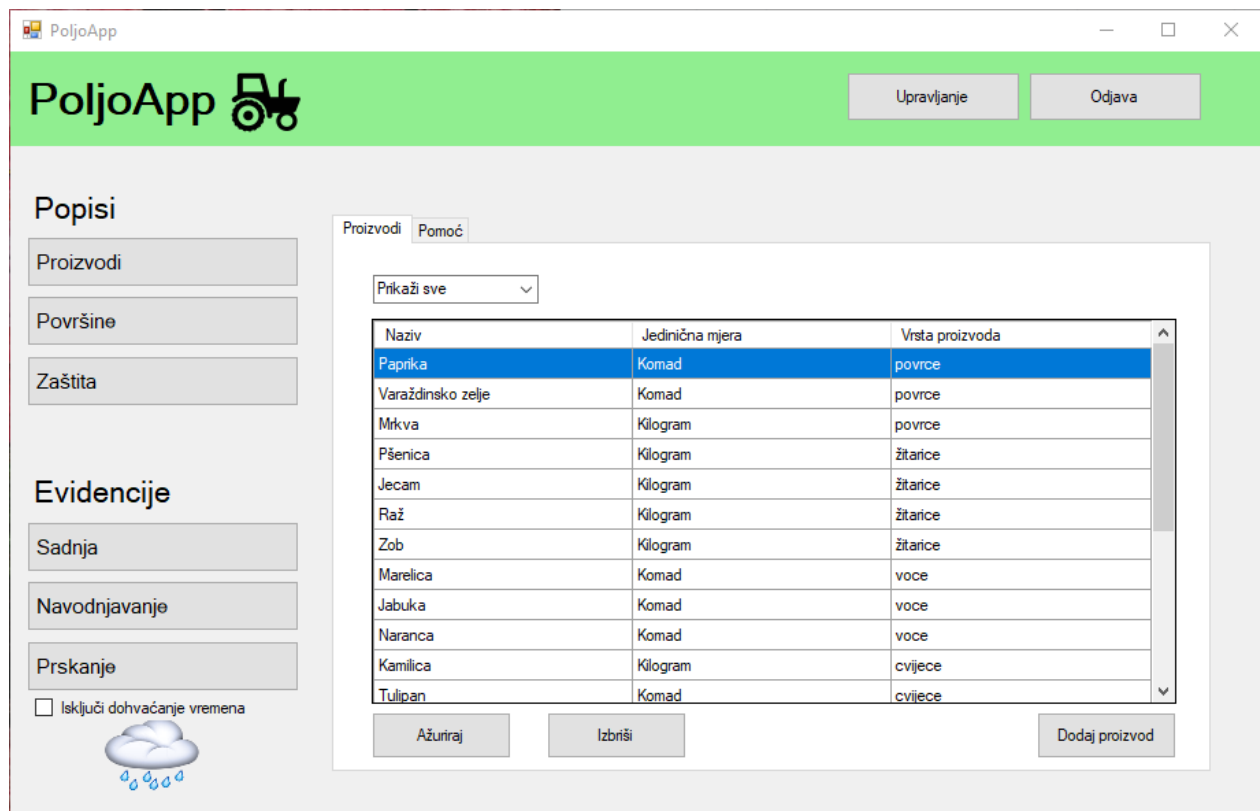 PoljoApp
PoljoApp
Upravljanje Odjava
Popisi
Proizvodi
Površine
Zaštita
Evidencije
Sadnja
Navodnjavanje
Prskanje
Isključi dohvaćanje vremena
Proizvodi Pomoć
Prikaži sve
Naziv Jedinična mjera Vrsta proizvoda
Paprika Komad povrce
Varaždinsko zelje Komad povrce
Mrkva Kilogram povrce
Pšenica Kilogram žitarice
Jecam Kilogram žitarice
Raž Kilogram žitarice
Zob Kilogram žitarice
Marelica Komad voce
Jabuka Komad voce
Naranca Komad voce
Kamilica Kilogram cvijece
Tulipan Komad cvijece
Ažuriraj Izbriši Dodaj proizvod